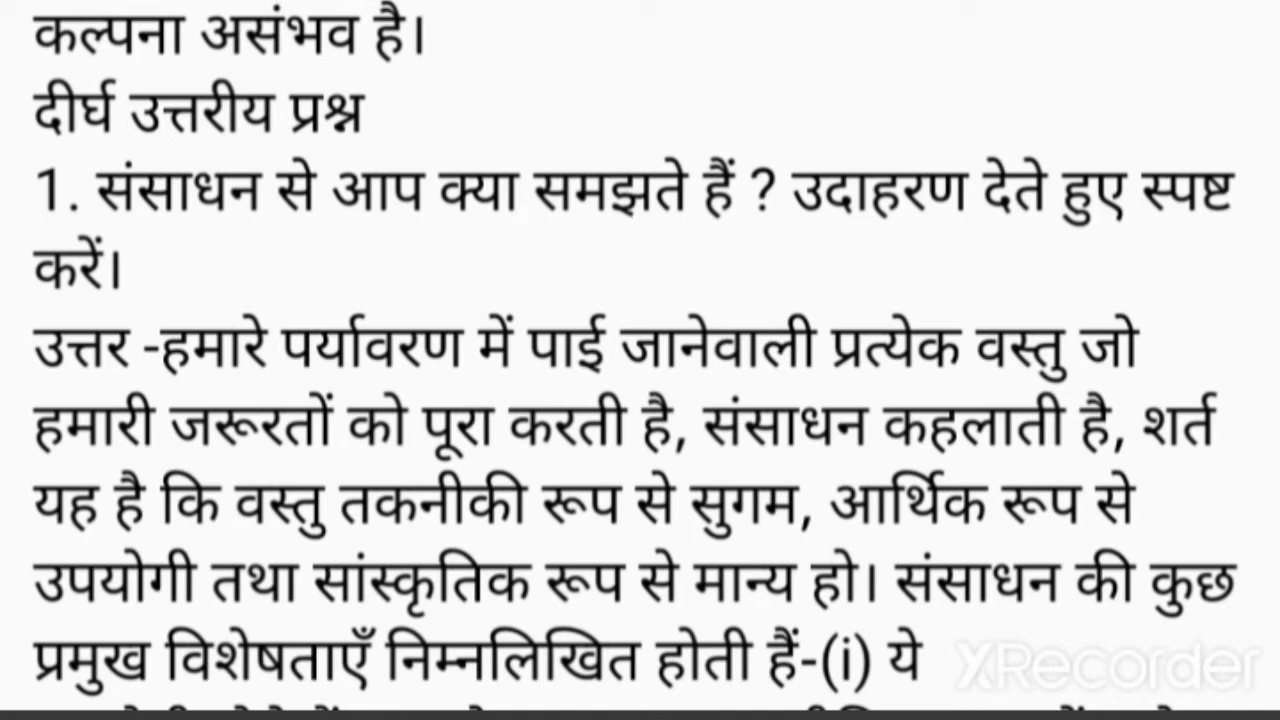 कल्पना असंभव है।
दीर्घ उत्तरीय प्रश्न
1. संसाधन से आप क्या समझते हैं ? उदाहरण देते हुए स्पष्ट
करें।
उत्तर -हमारे पर्यावरण में पाई जानेवाली प्रत्येक वस्तु जो
हमारी जरूरतों को पूरा करती है, संसाधन कहलाती है, शर्त
यह है कि वस्तु तकनीकी रूप से सुगम, आर्थिक रूप से
उपयोगी तथा सांस्कृतिक रूप से मान्य हो। संसाधन की कुछ
प्रमुख विशेषताएँ निम्नलिखित होती हैं-(i) ये
XRecorder